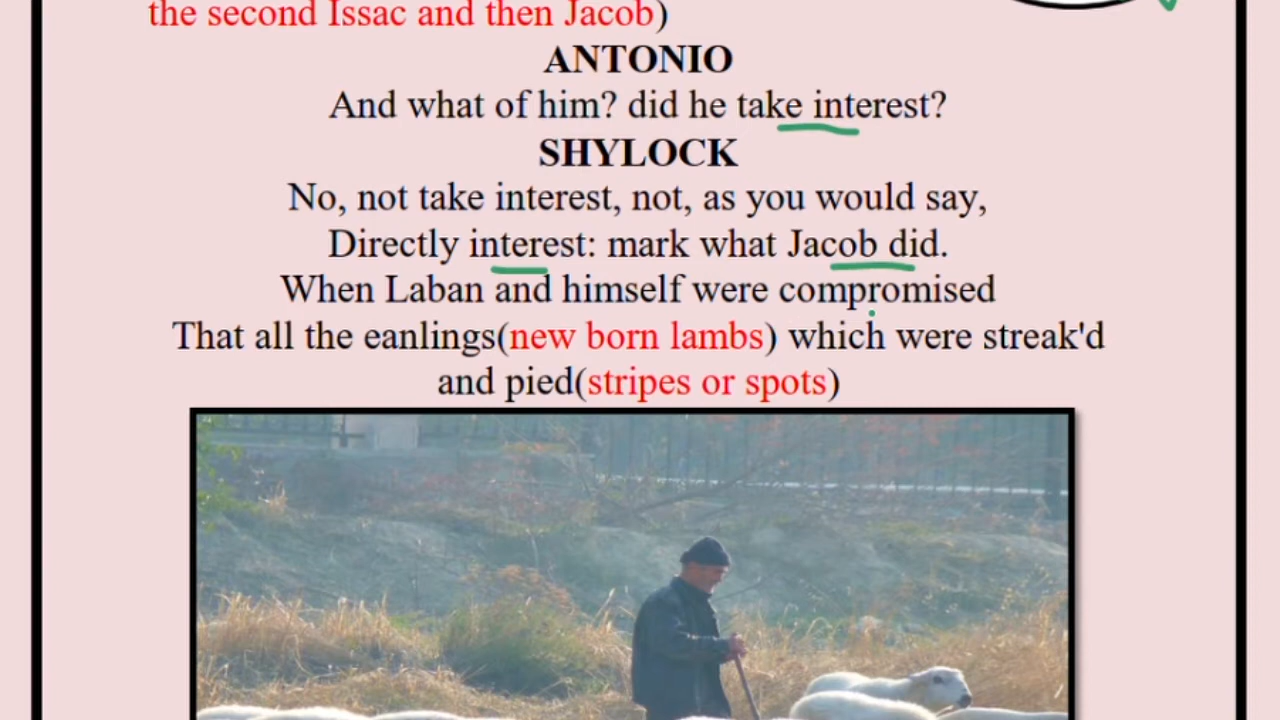 the second Issac and then Jacob)
ANTONIO
And what of him? did he take interest?
SHYLOCK
No, not take interest, not, as you would say,
Directly interest: mark what Jacob did.
When Laban and himself were compromised
That all the eanlings(new born lambs) which were streak'd
and pied(stripes or spots)